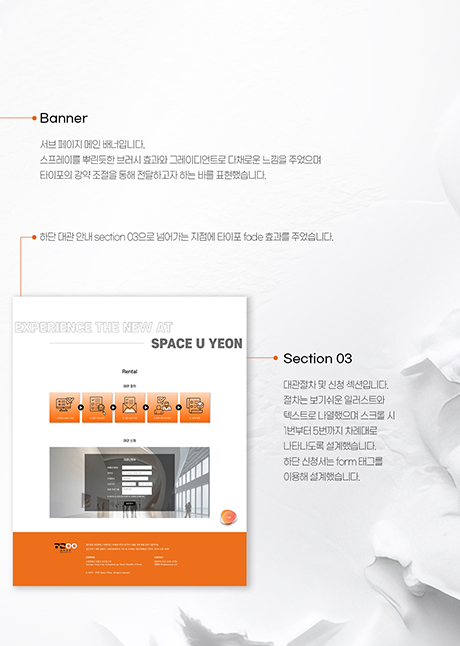 Banner
서브 페이지 메인 배너입니다.
스프레이를 뿌린듯한 브러시 효과와 그레이디언트로 다채로운 느낌을 주었으며
타이포의 강약 조절을 통해 전달하고자 하는 바를 표현했습니다.
하단 대관 안내 section 03으로 넘어가는 지점에 타이포 fade 효과를 주었습니다.
EXPERIENCE THE NEW AT
SPACE U YEON
Rental
Section 03
대관절차 및 신청 섹션입니다.
절차는 보기쉬운 일러스트와
텍스트로 나열했으며 스크롤 시
1번부터 5번까지 차례대로
나타나도록 설계했습니다.
하단 신청서는 form 태그를
이용해 설계했습니다.